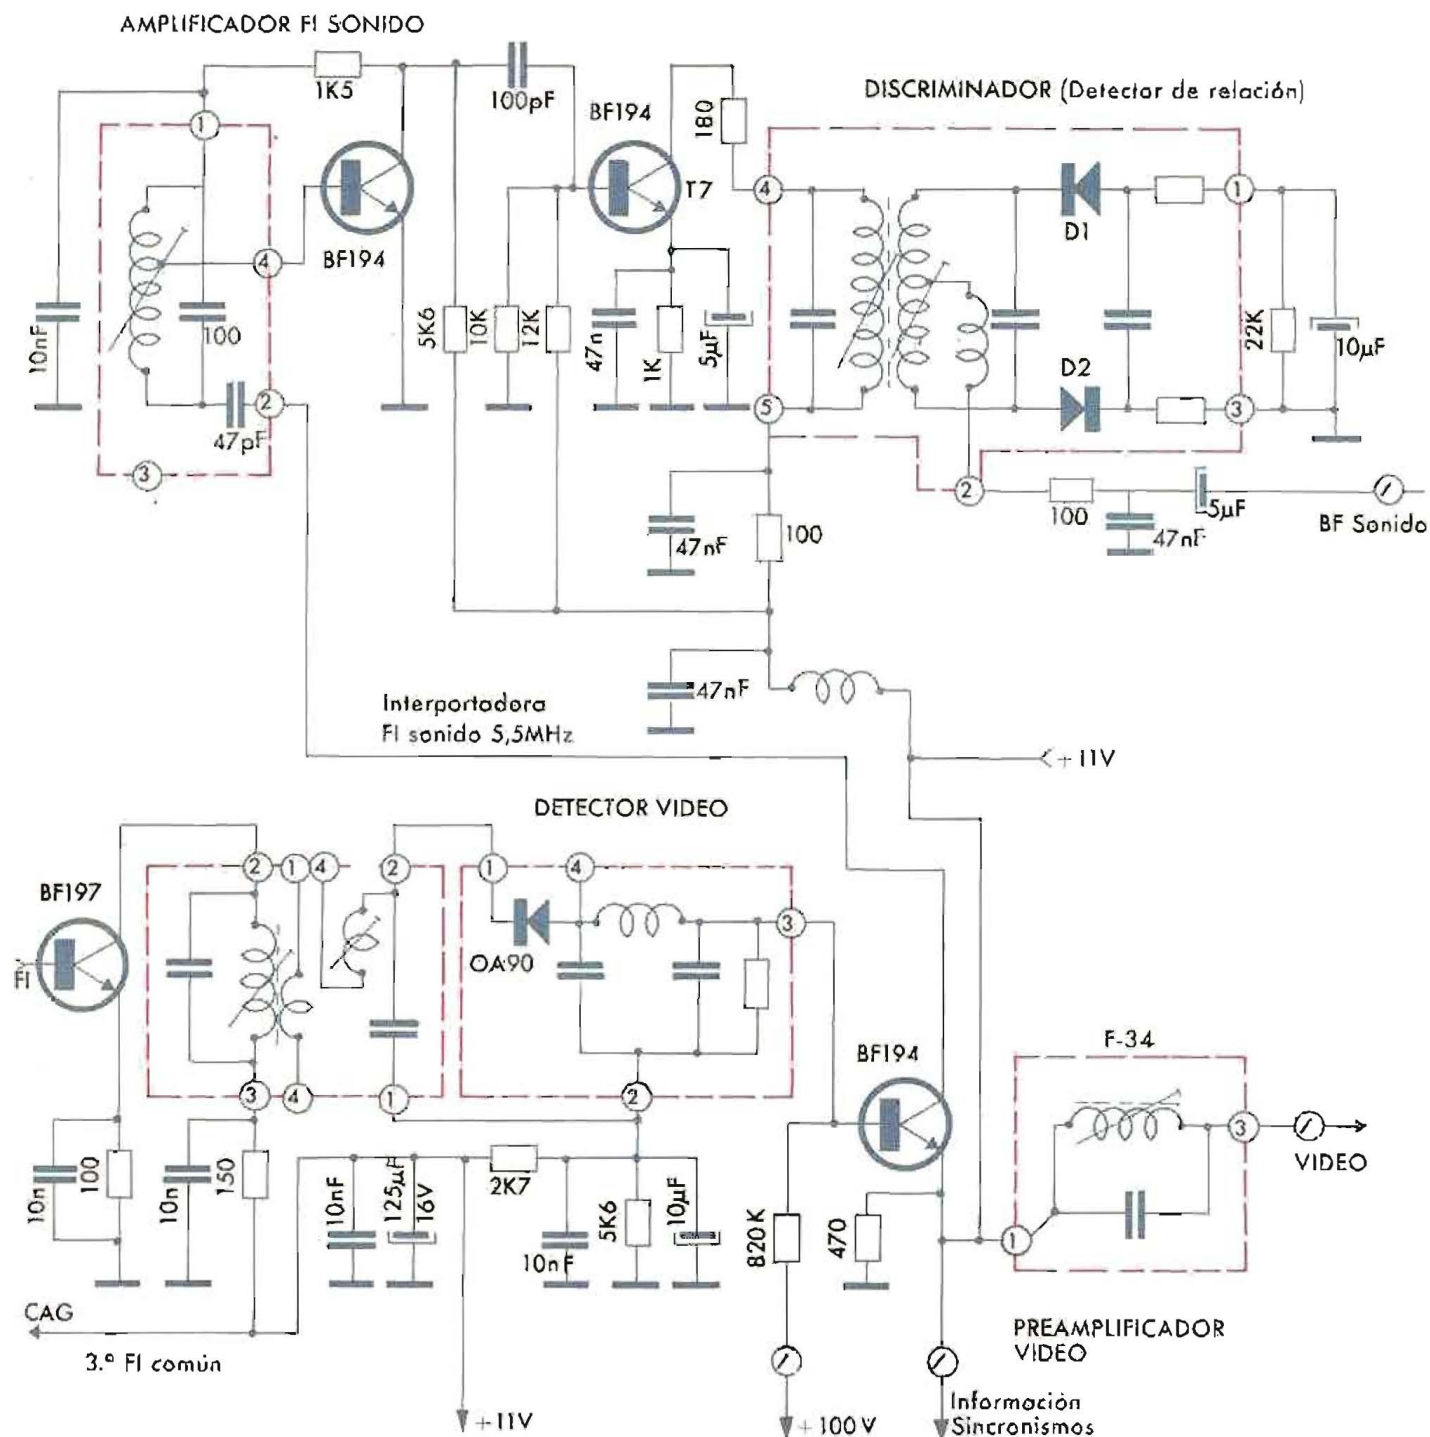 AMPLIFICADOR FI SONIDO
1K5
100pF
BF194
180
DISCRIMINADOR (Detector de relación)
1
4
1
T7
D1
BF194
4
10nF
100
5K6
10K
12K
47n
1K
5µF
22K
10µF
D2
2
5
3
47pF
3
2
100
5µF
47nF
BF Sonido
47nF
100
47nF
Interportadora
FI sonido 5,5MHz
+11V
DETECTOR VIDEO
2
1
4
2
1
4
BF197
3
OA90
FI
BF194
F-34
3
4
1
2
3
VIDEO
10n
100
10n
150
10nF
125µF
16V
2K7
10nF
5K6
10µF
820K
470
1
CAG
3.ª FI común
PREAMPLIFICADOR
VIDEO
+11V
+100V
Información
Sincronismos